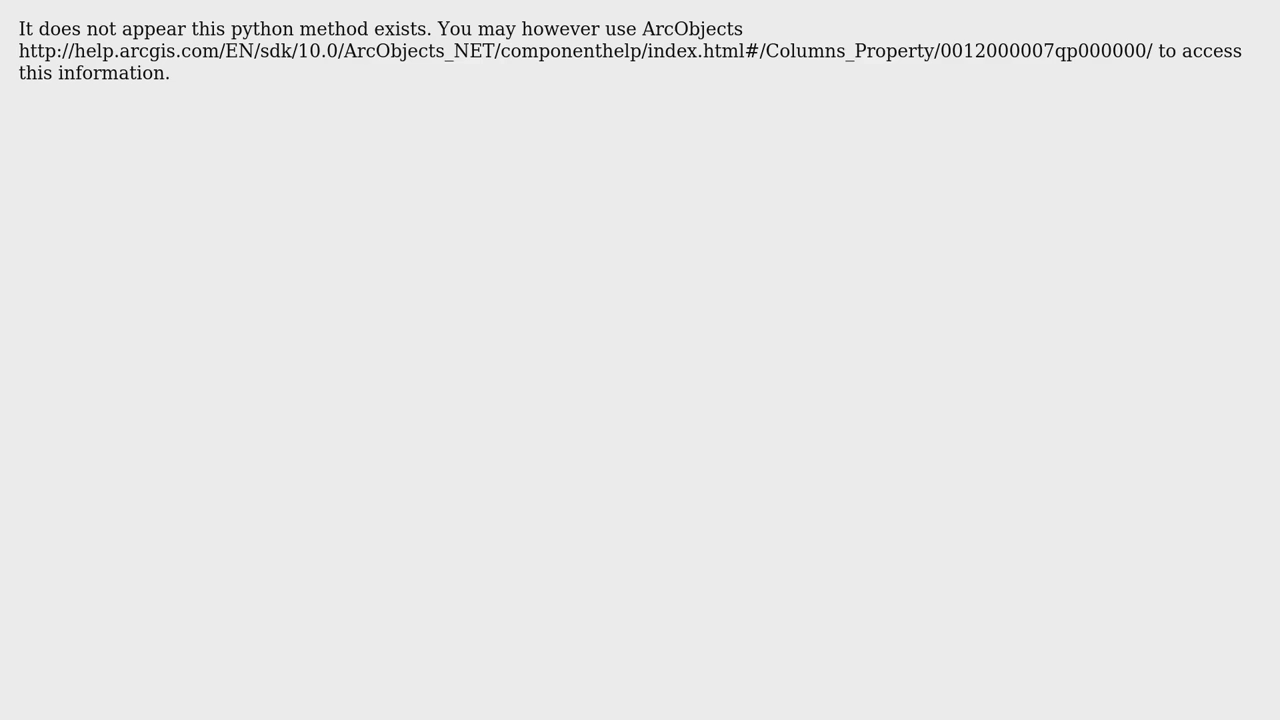 It does not appear this python method exists. You may however use ArcObjects
http://help.arcgis.com/EN/sdk/10.0/ArcObjects_NET/componenthelp/index.html#/Columns_Property/0012000007qp000000/ to access
this information.